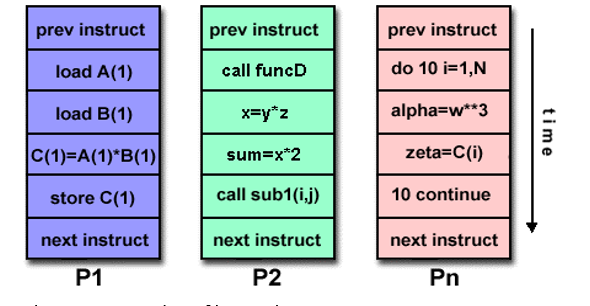 prev instruct
load A(1)
load B(1)
C(1)=A(1)*B(1)
store C(1)
next instruct
P1
prev instruct
call funcD
x=y*z
sum=x*2
call sub1(i,j)
next instruct
P2
prev instruct
do 10 i=1,N
alpha=w**3
zeta=C(i)
10 continue
next instruct
Pn
time